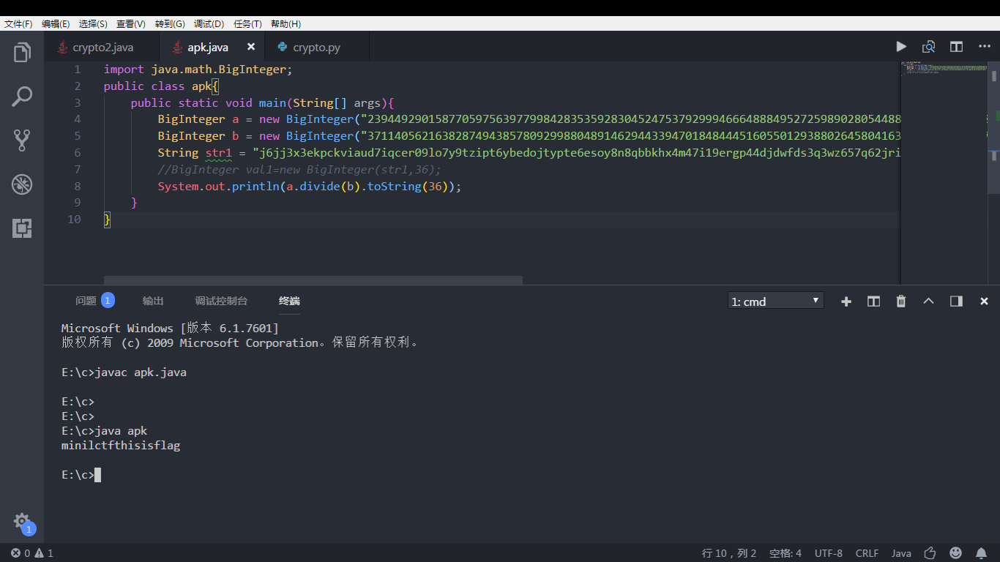 文件(F) 编辑(E) 选择(S) 查看(V) 转到(G) 调试(D) 任务(T) 帮助(H)
crypto2.java apk.java crypto.py
1 import java.math.BigInteger;
2 public class apk{
3 public static void main(String[] args){
4 BigInteger a = new BigInteger("2394492901587705975639779984283535928304524753792999466648884952725989028054488
5 BigInteger b = new BigInteger("37114056216382874943857809299880489146294433947018484445160550129388026458041 63
6 String str1 = "j6jj3x3ekpckviaud7iqcer09lo7y9tzipt6ybedojtypte6esoy8n8qbbkhx4m47i19ergp44djdwfds3q3wz657q62jri
7 //BigInteger val1=new BigInteger(str1,36);
8 System.out.println(a.divide(b).toString(36));
9 }
10 }
问题 1 输出 调试控制台 终端 1: cmd
Microsoft Windows [版本 6.1.7601]
版权所有 (c) 2009 Microsoft Corporation。保留所有权利。
E:\c>javac apk.java
E:\c>
E:\c>
E:\c>java apk
minilctfthisisflag
E:\c>
1
0 1 行 10，列 2 空格: 4 UTF-8 CRLF Java